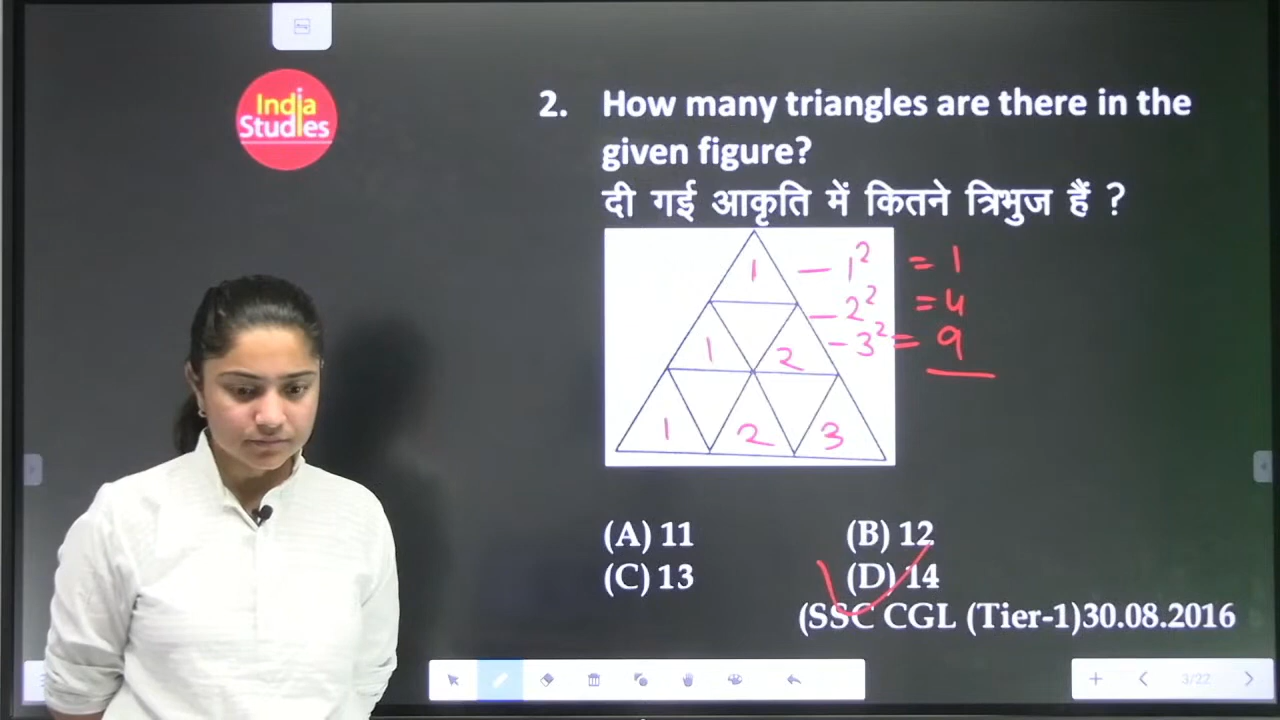 India
Studies
2. How many triangles are there in the
given figure?
दी गई आकृति में कितने त्रिभुज हैं ?
1 – 1² = 1
– 2² = 4
1 2 – 3² = 9
1 2 3
(A) 11 (B) 12
(C) 13 (D) 14
(SSC CGL (Tier-1)30.08.2016
3/22